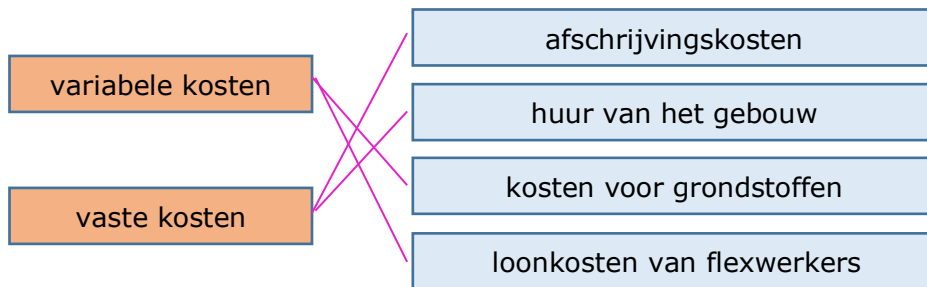 variabele kosten
vaste kosten
afschrijvingskosten
huur van het gebouw
kosten voor grondstoffen
loonkosten van flexwerkers